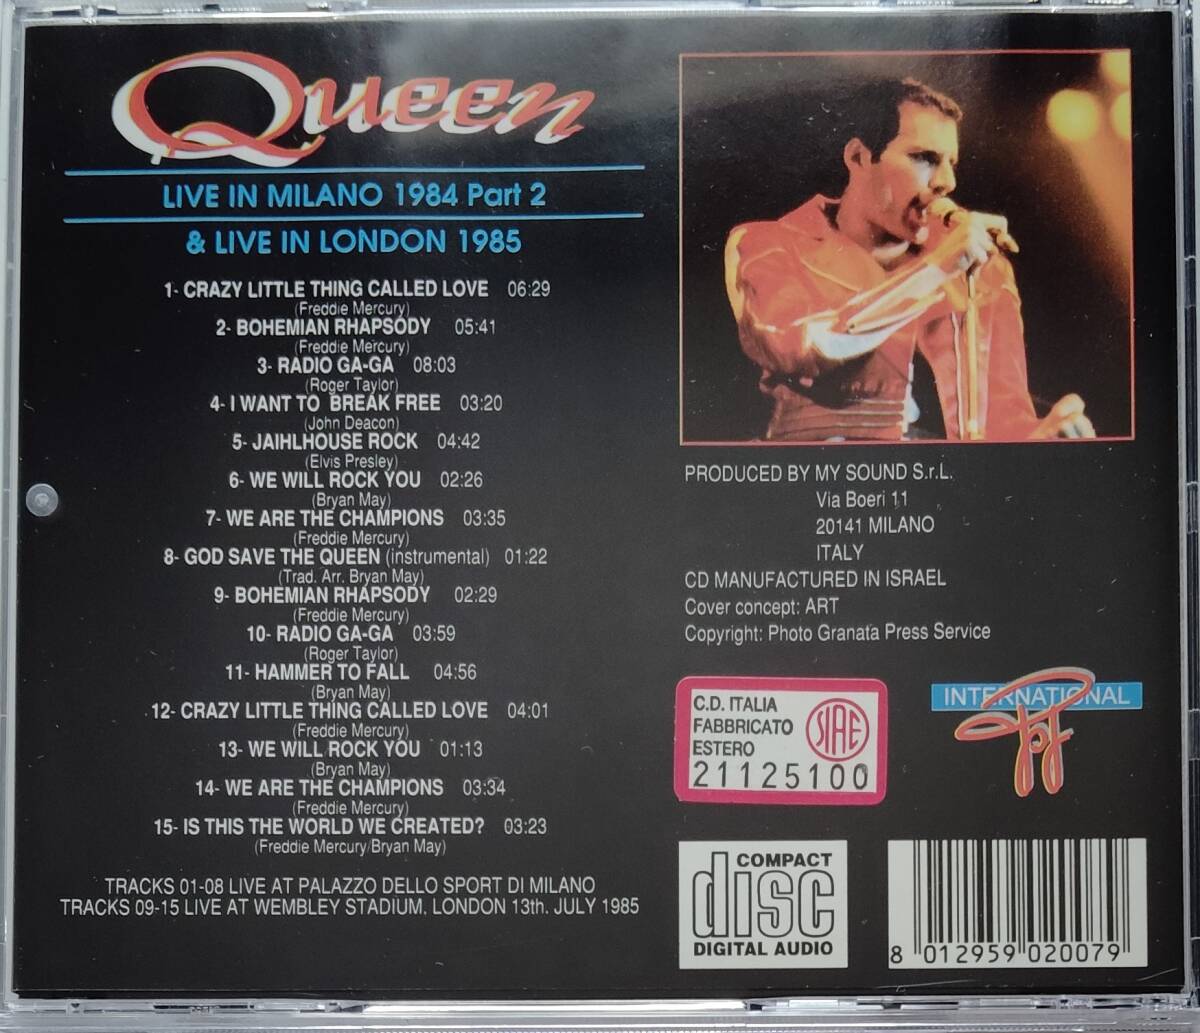 Queen
LIVE IN MILANO 1984 Part 2
& LIVE IN LONDON 1985
1- CRAZY LITTLE THING CALLED LOVE 06:29
(Freddie Mercury)
2- BOHEMIAN RHAPSODY 05:41
(Freddie Mercury)
3- RADIO GA-GA 08:03
(Roger Taylor)
4- I WANT TO BREAK FREE 03:20
(John Deacon)
5- JAIHLHOUSE ROCK 04:42
(Elvis Presley)
6- WE WILL ROCK YOU 02:26
(Bryan May)
7- WE ARE THE CHAMPIONS 03:35
(Freddie Mercury)
8- GOD SAVE THE QUEEN (instrumental) 01:22
(Trad. Arr. Bryan May)
9- BOHEMIAN RHAPSODY 02:29
(Freddie Mercury)
10- RADIO GA-GA 03:59
(Roger Taylor)
11- HAMMER TO FALL 04:56
(Bryan May)
12- CRAZY LITTLE THING CALLED LOVE 04:01
(Freddie Mercury)
13- WE WILL ROCK YOU 01:13
(Bryan May)
14- WE ARE THE CHAMPIONS 03:34
(Freddie Mercury)
15- IS THIS THE WORLD WE CREATED? 03:23
(Freddie Mercury/Bryan May)
TRACKS 01-08 LIVE AT PALAZZO DELLO SPORT DI MILANO
TRACKS 09-15 LIVE AT WEMBLEY STADIUM, LONDON 13th. JULY 1985
PRODUCED BY MY SOUND S.r.L.
Via Boeri 11
20141 MILANO
ITALY
CD MANUFACTURED IN ISRAEL
Cover concept: ART
Copyright: Photo Granata Press Service
C.D. ITALIA
FABBRICATO
ESTERO
SIAE
21125100
INTERNATIONAL
COMPACT
disc
DIGITAL AUDIO
8 012959 020079